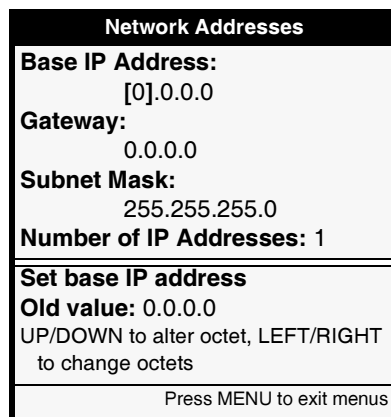 Network Addresses
Base IP Address:
[0].0.0.0
Gateway:
0.0.0.0
Subnet Mask:
255.255.255.0
Number of IP Addresses: 1
Set base IP address
Old value: 0.0.0.0
UP/DOWN to alter octet, LEFT/RIGHT
to change octets
Press MENU to exit menus